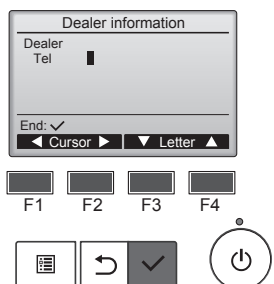 Dealer information
Dealer
Tel
End: ✓
◀ Cursor ▶ ▼ Letter ▲
F1 F2 F3 F4